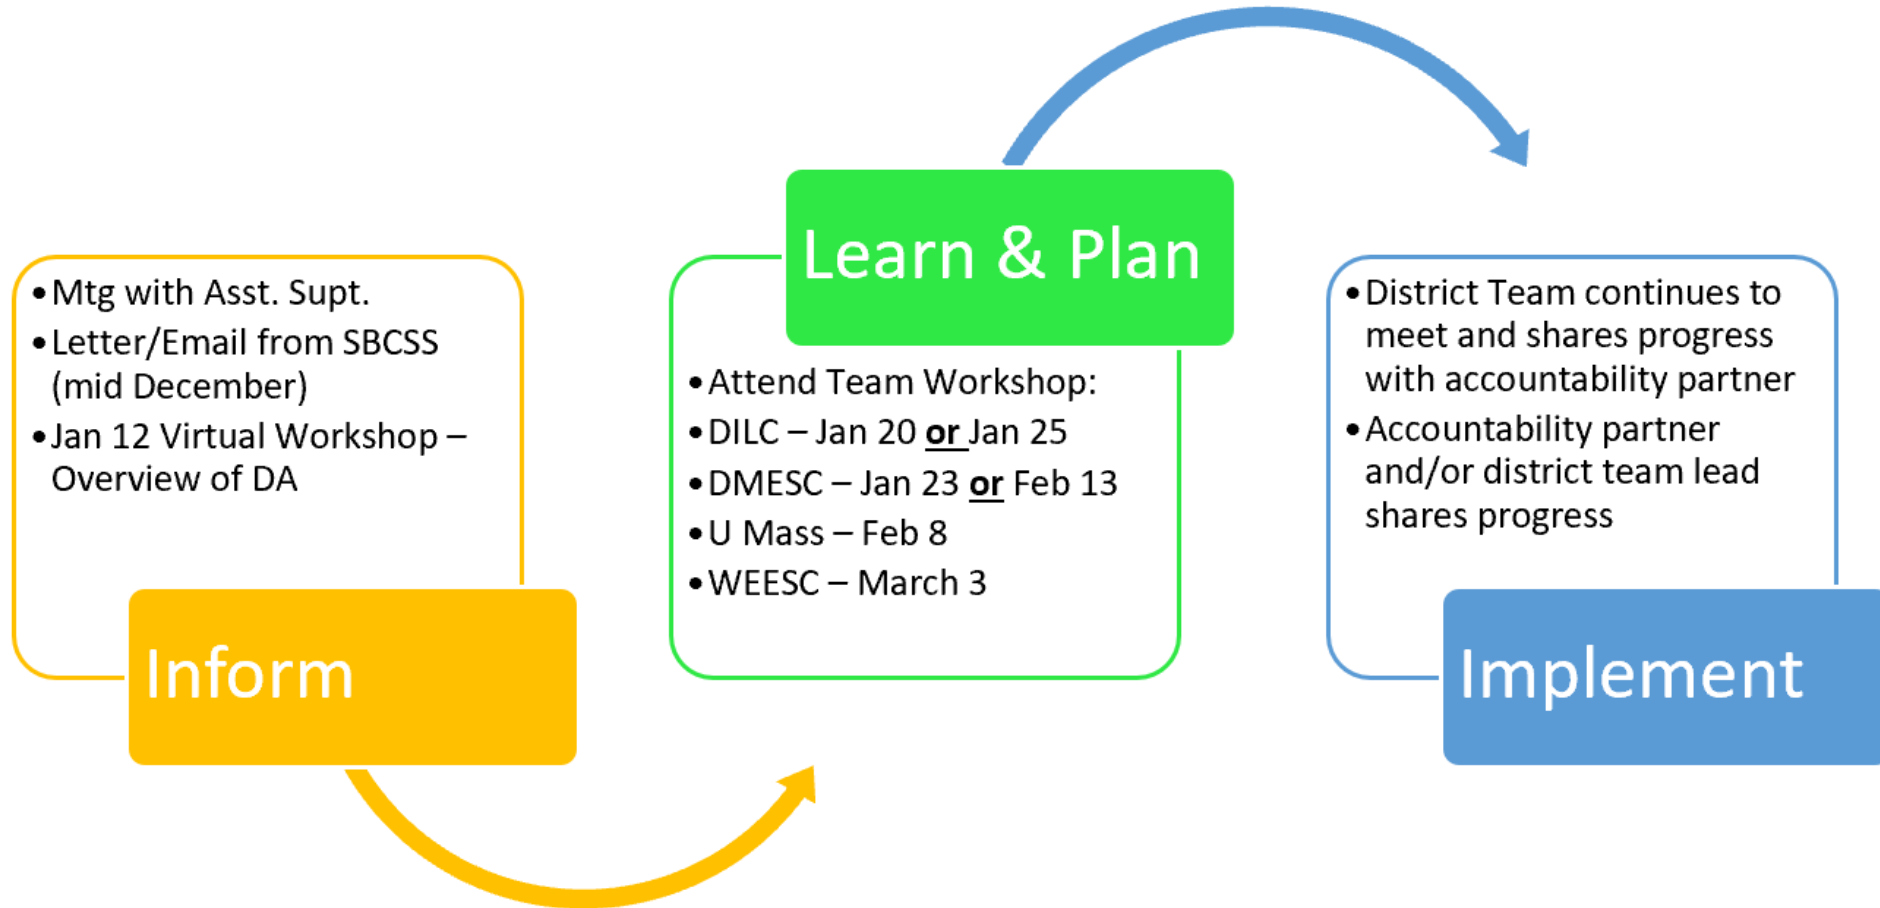 •Mtg with Asst. Supt.
•Letter/Email from SBCSS
(mid December)
•Jan 12 Virtual Workshop –
Overview of DA
Inform
Learn & Plan
•Attend Team Workshop:
•DILC – Jan 20 or Jan 25
•DMESC – Jan 23 or Feb 13
•U Mass – Feb 8
•WEESC – March 3
•District Team continues to
meet and shares progress
with accountability partner
•Accountability partner
and/or district team lead
shares progress
Implement